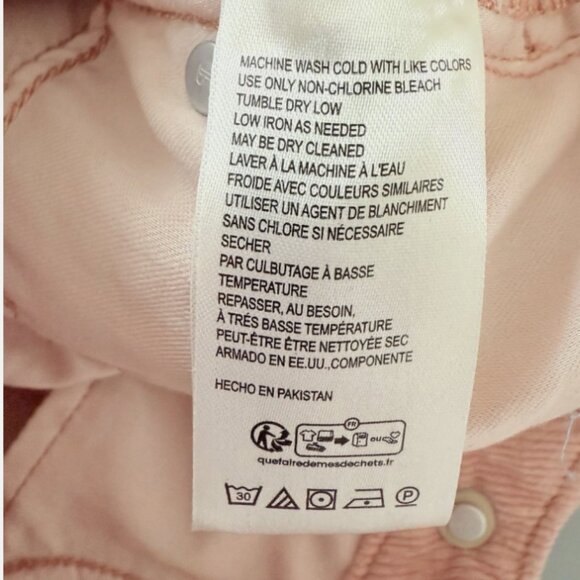 MACHINE WASH COLD WITH LIKE COLORS
USE ONLY NON-CHLORINE BLEACH
TUMBLE DRY LOW
LOW IRON AS NEEDED
MAY BE DRY CLEANED
LAVER À LA MACHINE À L'EAU
FROIDE AVEC COULEURS SIMILAIRES
UTILISER UN AGENT DE BLANCHIMENT
SANS CHLORE SI NÉCESSAIRE
SECHER
PAR CULBUTAGE À BASSE
TEMPERATURE
REPASSER, AU BESOIN,
À TRÉS BASSE TEMPÉRATURE
PEUT-ÉTRE ÊTRE NETTOYÉE SEC
ARMADO EN EE.UU.,COMPONENTE
HECHO EN PAKISTAN
FR
OU
quefairedemesdechets.fr
30
P